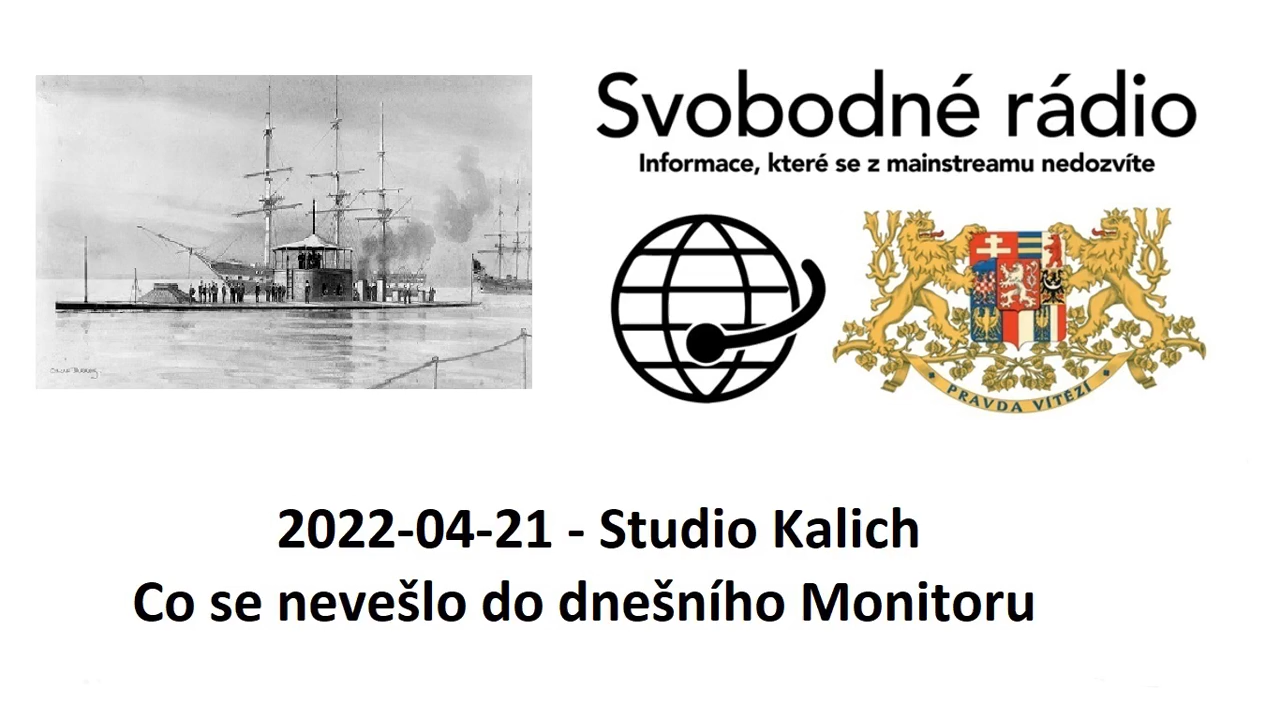 Svobodné rádio
Informace, které se z mainstreamu nedozvíte
PRAVDA VÍTĚZÍ
2022-04-21 - Studio Kalich
Co se nevešlo do dnešního Monitoru